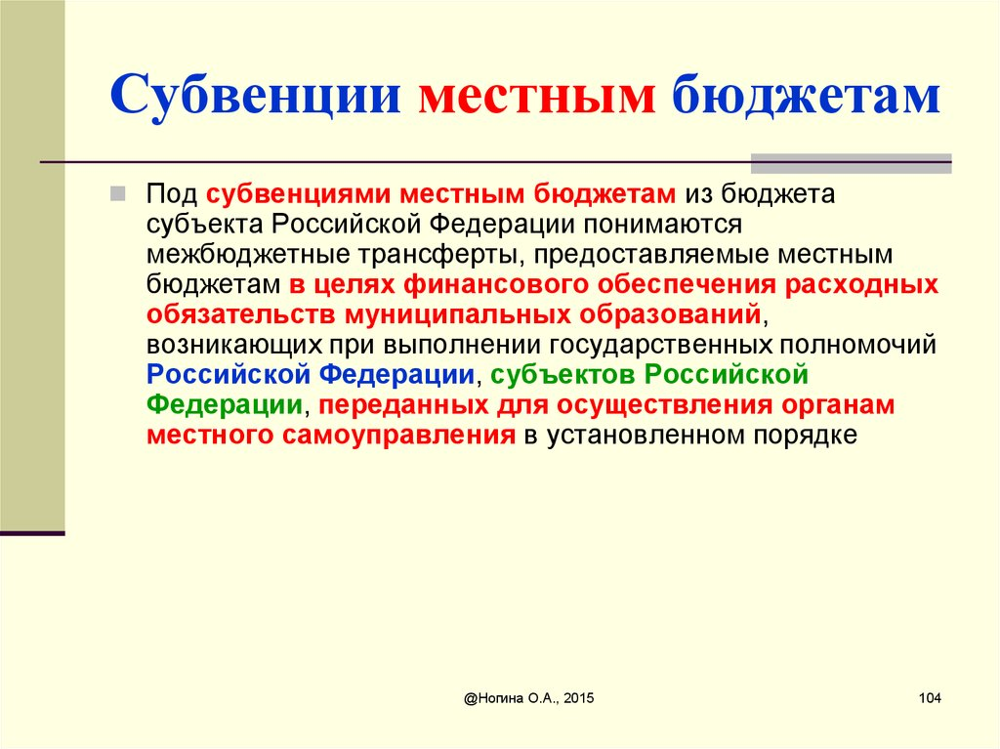 Субвенции местным бюджетам
Под субвенциями местным бюджетам из бюджета
субъекта Российской Федерации понимаются
межбюджетные трансферты, предоставляемые местным
бюджетам в целях финансового обеспечения расходных
обязательств муниципальных образований,
возникающих при выполнении государственных полномочий
Российской Федерации, субъектов Российской
Федерации, переданных для осуществления органам
местного самоуправления в установленном порядке
@Ногина О.А., 2015
104